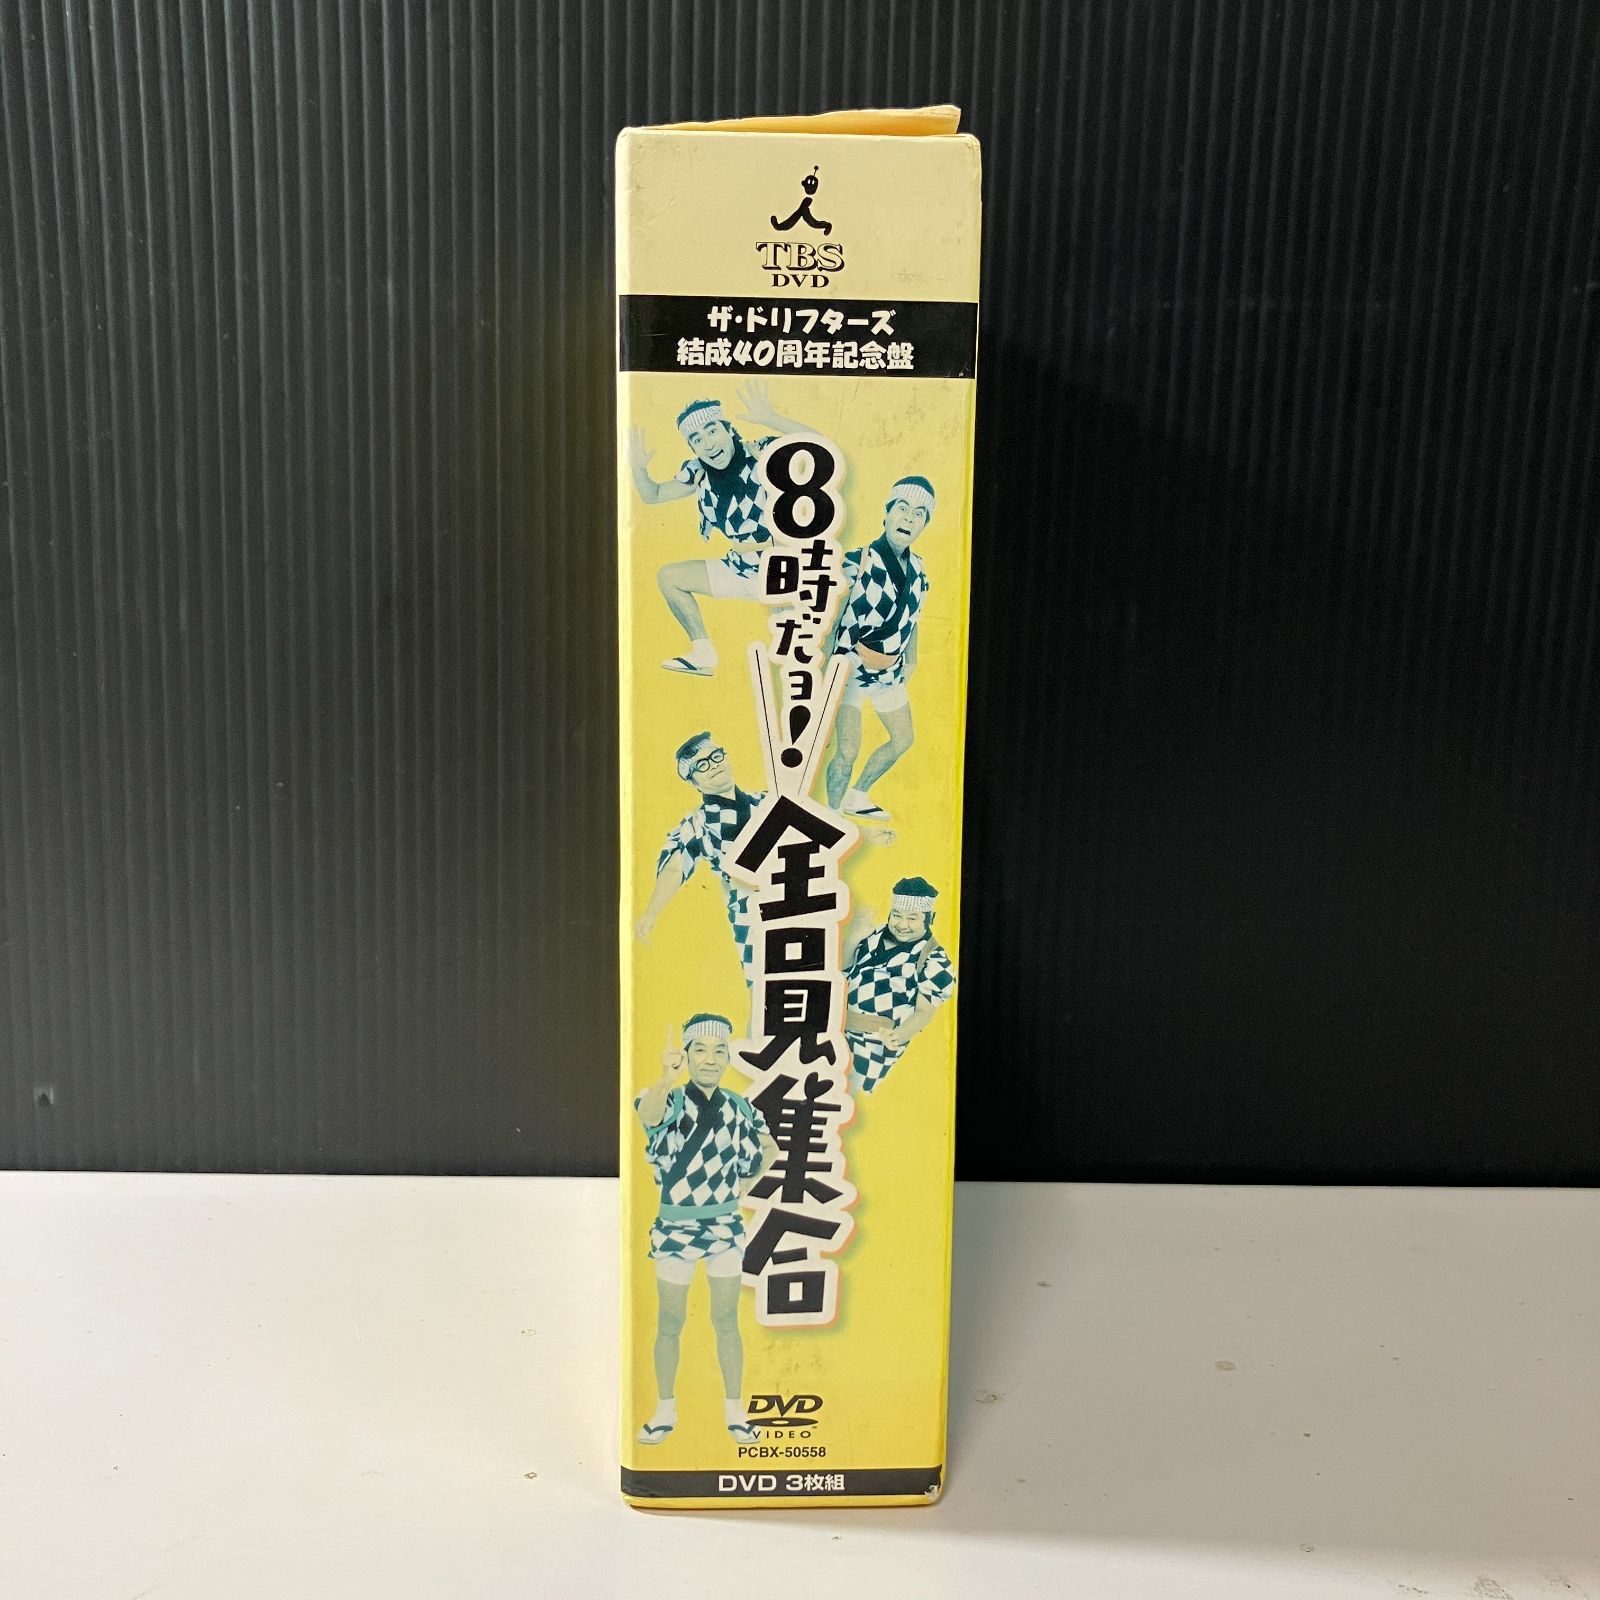 TBS
DVD
ザ・ドリフターズ
結成40周年記念盤
8時だョ!全員集合
DVD
VIDEO™
PCBX-50558
DVD 3枚組